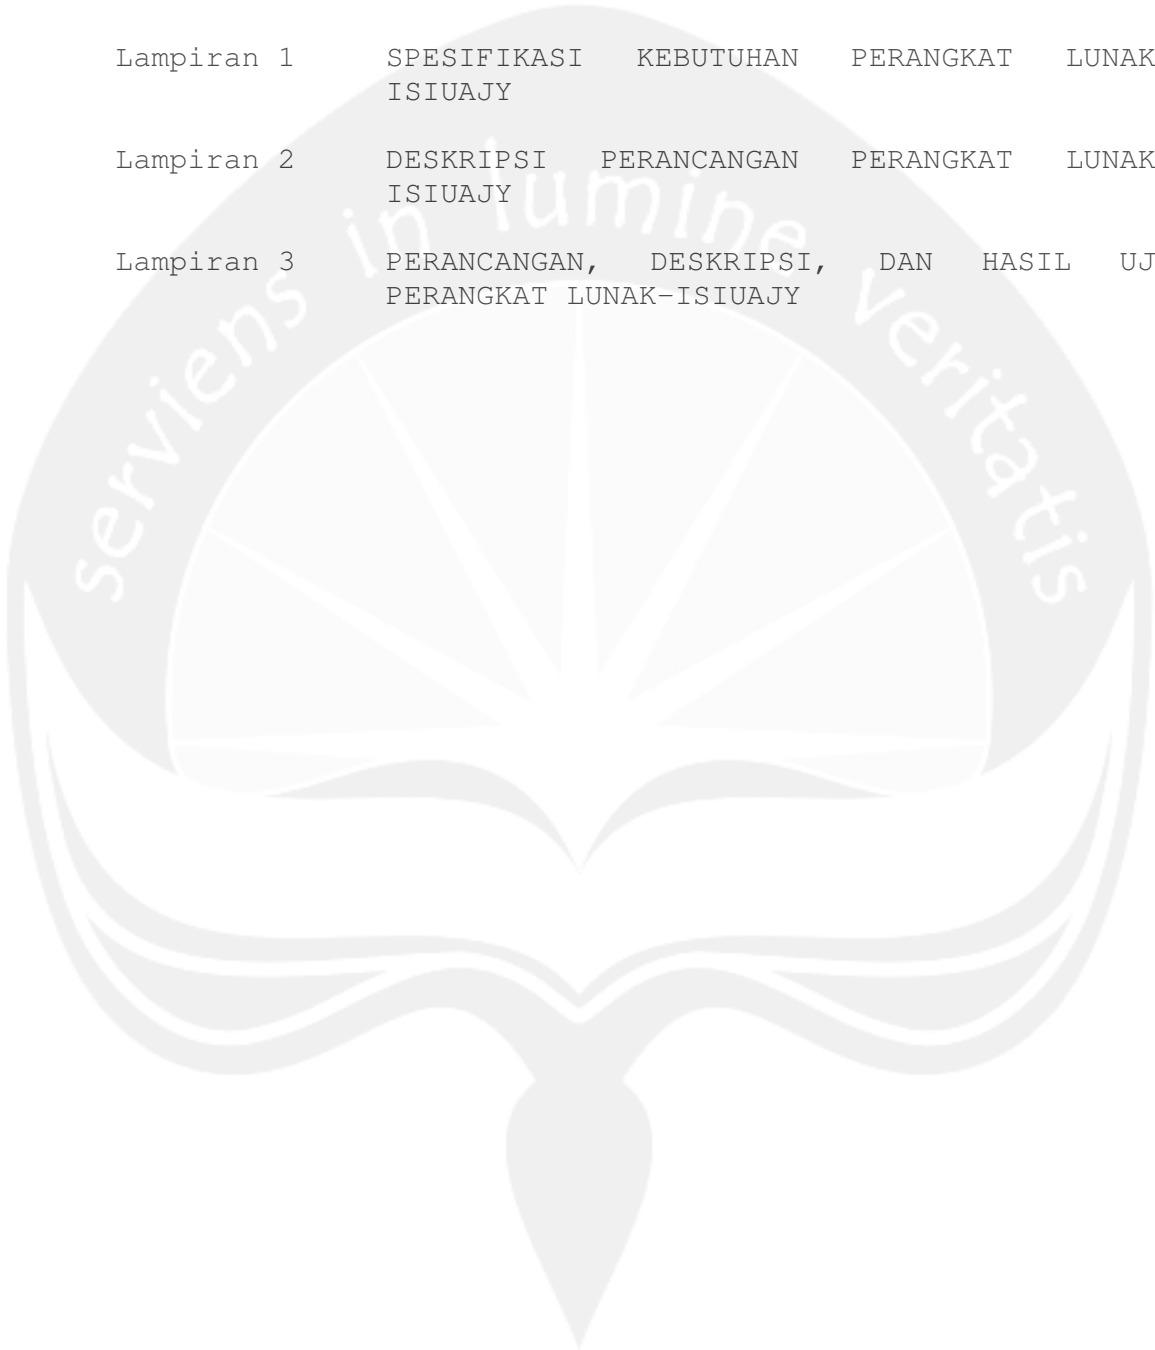 Lampiran 1 SPESIFIKASI KEBUTUHAN PERANGKAT LUNAK
ISIUAJY
Lampiran 2 DESKRIPSI PERANCANGAN PERANGKAT LUNAK
ISIUAJY
Lampiran 3 PERANCANGAN, DESKRIPSI, DAN HASIL UJ
PERANGKAT LUNAK-ISIUAJY
serviens in lumine veritatis